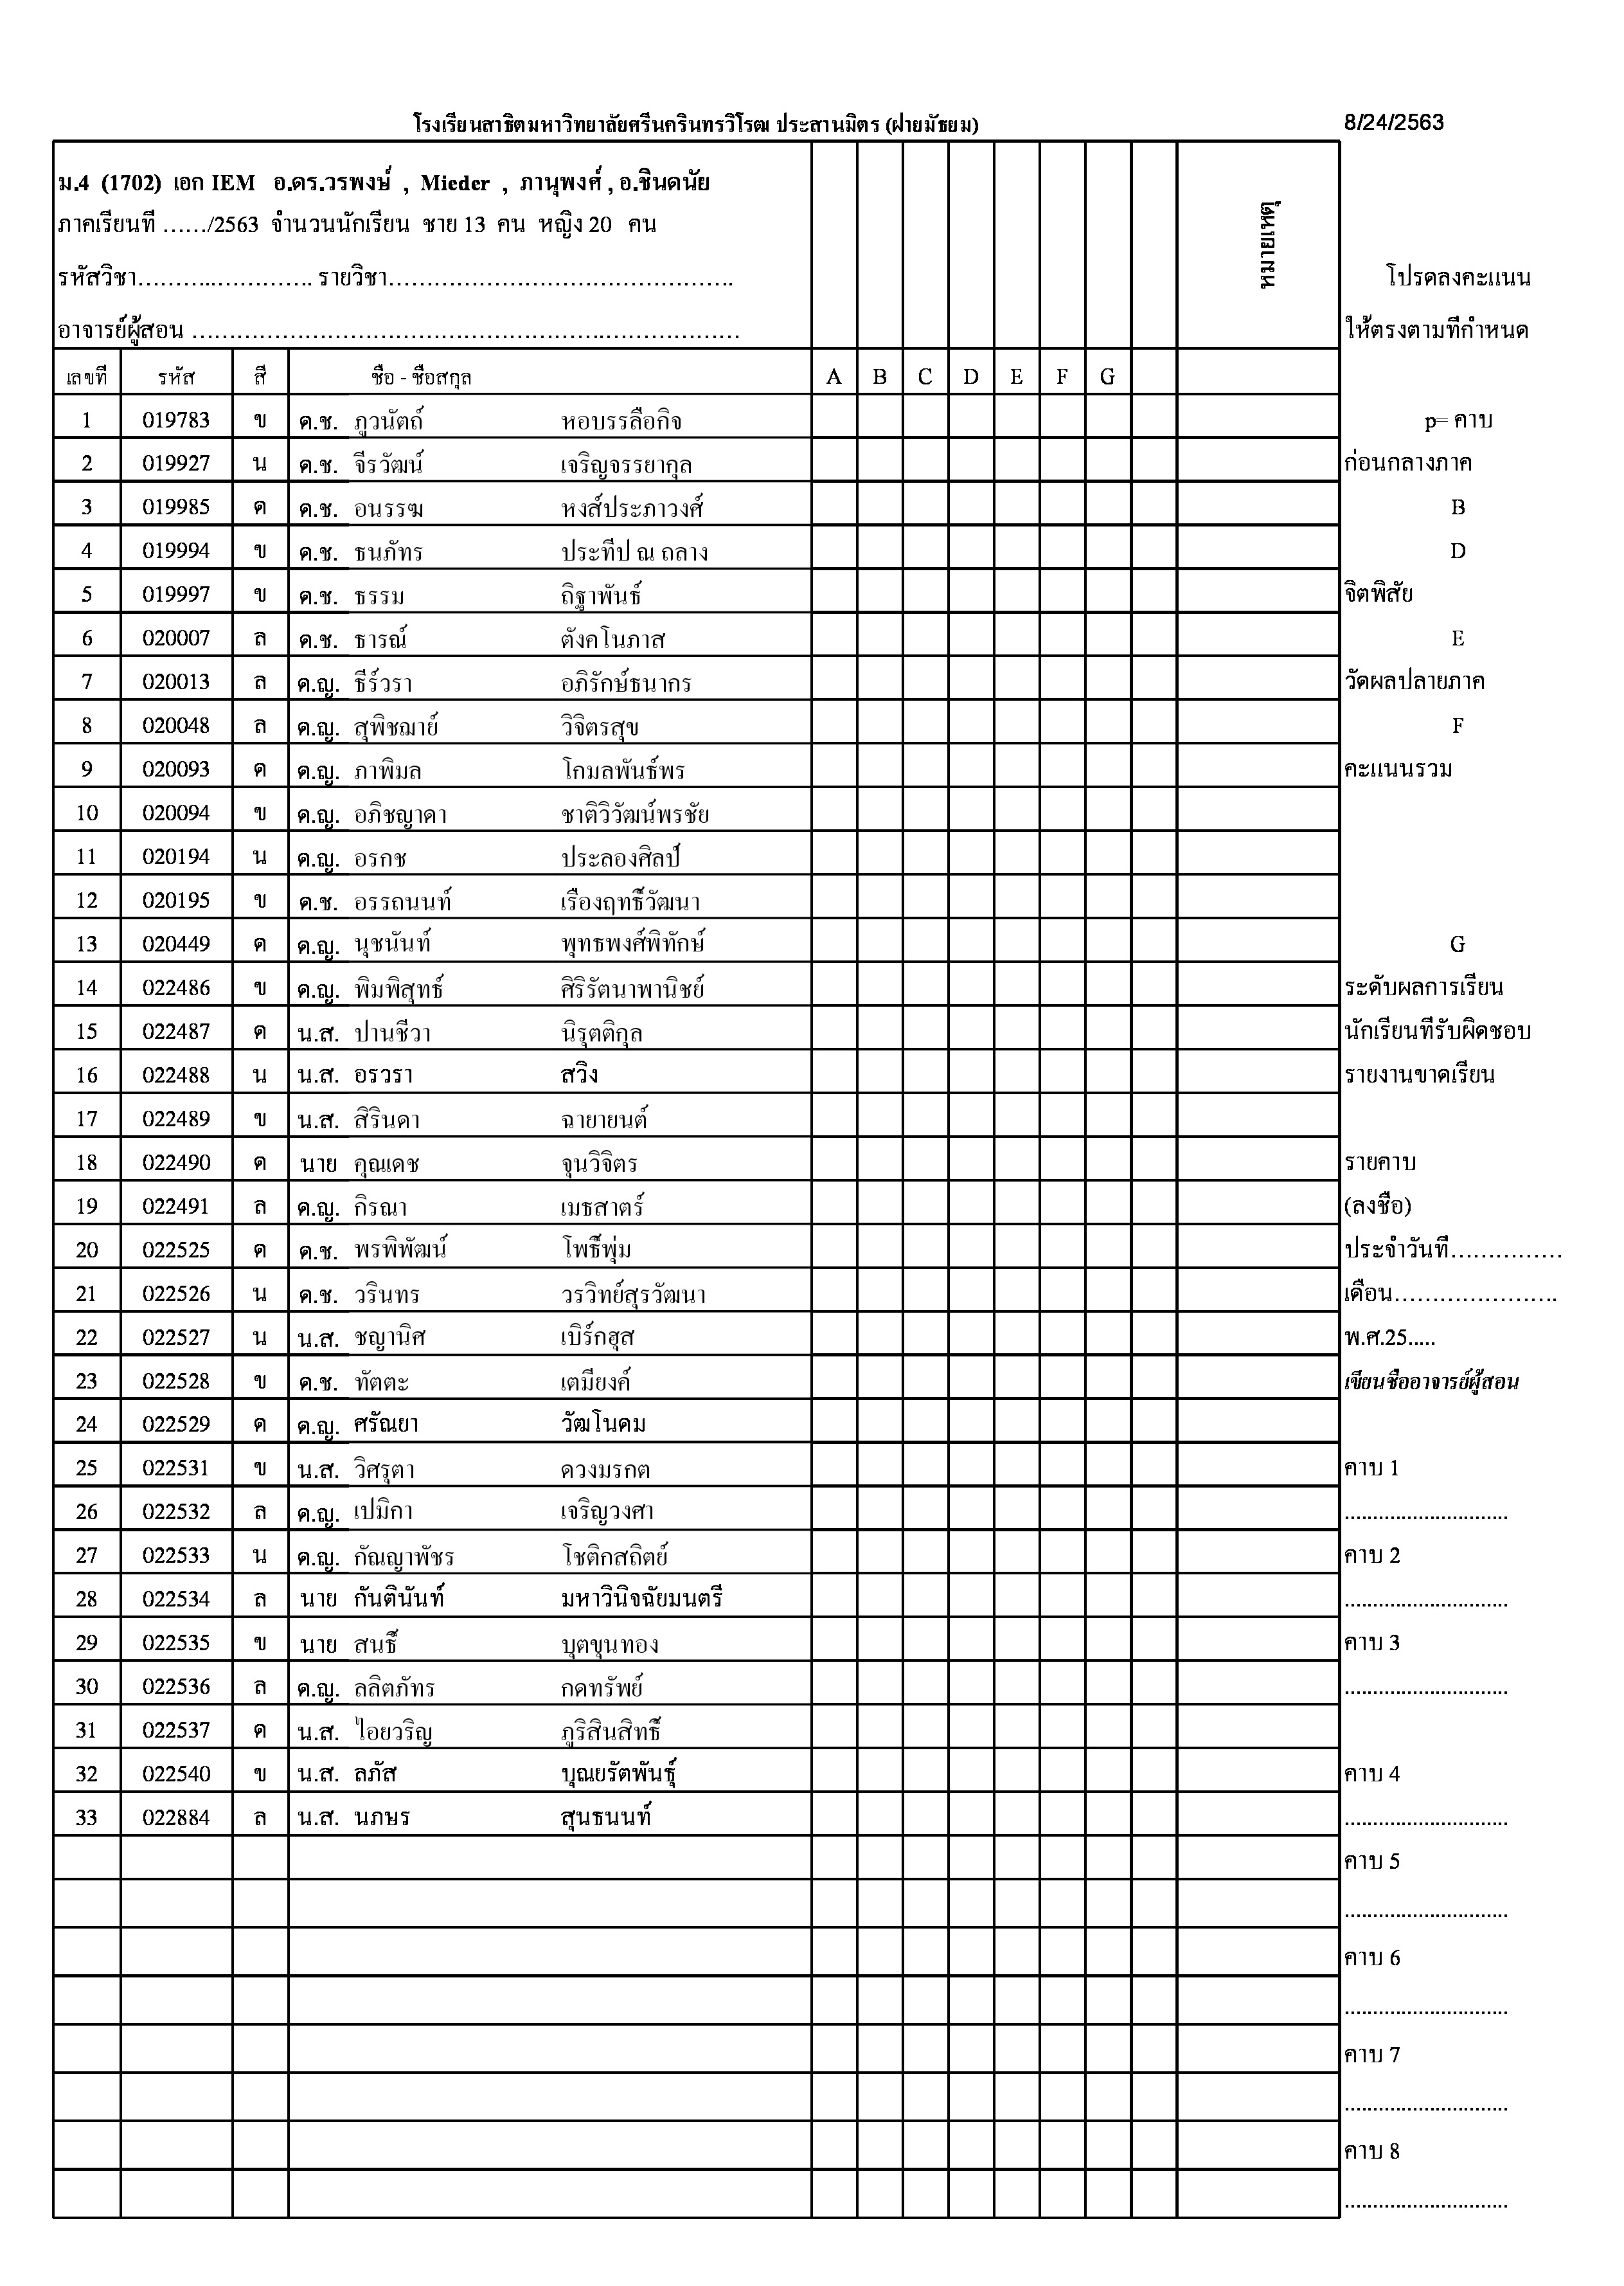 โรงเรียนสาธิตมหาวิทยาลัยศรีนครินทรวิโรฒ ประสานมิตร (ฝ่ายมัธยม) 8/24/2563
ม.4 (1702) เอก IEM อ.ดร.วรพงษ์ , Mieder , ภานุพงศ์ , อ.ชินดนัย
ภาคเรียนที่ ……/2563 จำนวนนักเรียน ชาย 13 คน หญิง 20 คน
หมายเหตุ
รหัสวิชา……………………. รายวิชา………………………………………. โปรดลงคะแนน
อาจารย์ผู้สอน ………………………………………………………………… ให้ตรงตามที่กำหนด
เลขที่ รหัส สี ชื่อ - ชื่อสกุล A B C D E F G
1 019783 ข ด.ช. ภูวนัตถ์ หอบรรลือกิจ p= คาบ
2 019927 น ด.ช. จีรวัฒน์ เจริญจรรยากุล ก่อนกลางภาค
3 019985 ค ด.ช. อนรรฆ หงส์ประภาวงศ์ B
4 019994 ข ด.ช. ธนภัทร ประทีป ณ ถลาง D
5 019997 ข ด.ช. ธรรม ถิฐาพันธ์ จิตพิสัย
6 020007 ล ด.ช. ธารณ์ ตังคโนภาส E
7 020013 ล ด.ญ. ธีร์วรา อภิรักษ์ธนากร วัดผลปลายภาค
8 020048 ล ด.ญ. สุพิชฌาย์ วิจิตรสุข F
9 020093 ค ด.ญ. ภาพิมล โกมลพันธ์พร คะแนนรวม
10 020094 ข ด.ญ. อภิชญาดา ชาติวิวัฒน์พรชัย
11 020194 น ด.ญ. อรกช ประลองศิลป์
12 020195 ข ด.ช. อรรถนนท์ เรืองฤทธิ์วัฒนา
13 020449 ค ด.ญ. นุชนันท์ พุทธพงศ์พิทักษ์ G
14 022486 ข ด.ญ. พิมพิสุทธ์ ศิริรัตนาพานิชย์ ระดับผลการเรียน
15 022487 ค น.ส. ปานชีวา นิรุตติกุล นักเรียนที่รับผิดชอบ
16 022488 น น.ส. อรวรา สวิง รายงานขาดเรียน
17 022489 ข น.ส. สิรินดา ฉายายนต์
18 022490 ค นาย คุณเดช จุนวิจิตร รายคาบ
19 022491 ล ด.ญ. กิรณา เมธสาตร์ (ลงชื่อ)
20 022525 ค ด.ช. พรพิพัฒน์ โพธิ์พุ่ม ประจำวันที่……………
21 022526 น ด.ช. วรินทร วรวิทย์สุรวัฒนา เดือน………………….
22 022527 น น.ส. ชญานิศ เบิร์กฮุส พ.ศ.25.....
23 022528 ข ด.ช. ทัตตะ เตมียงค์ เขียนชื่ออาจารย์ผู้สอน
24 022529 ค ด.ญ. ศรัณยา วัฒโนดม
25 022531 ข น.ส. วิศรุตา ดวงมรกต คาบ 1
26 022532 ล ด.ญ. เปมิกา เจริญวงศา .............................
27 022533 น ด.ญ. กัณญาพัชร โชติกสถิตย์ คาบ 2
28 022534 ล นาย กันตินันท์ มหาวินิจฉัยมนตรี .............................
29 022535 ข นาย สนธิ์ บุตขุนทอง คาบ 3
30 022536 ล ด.ญ. ลลิตภัทร กดทรัพย์ .............................
31 022537 ค น.ส. ไอยวริญ ภูริสินสิทธิ์
32 022540 ข น.ส. ลภัส บุณยรัตพันธุ์ คาบ 4
33 022884 ล น.ส. นภษร สุนธนนท์ .............................
คาบ 5
.............................
คาบ 6
.............................
คาบ 7
.............................
คาบ 8
.............................